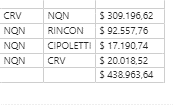 CRV NQN $ 309.196,62
NQN RINCON $ 92.557,76
NQN CIPOLETTI $ 17.190,74
NQN CRV $ 20.018,52
$ 438.963,64